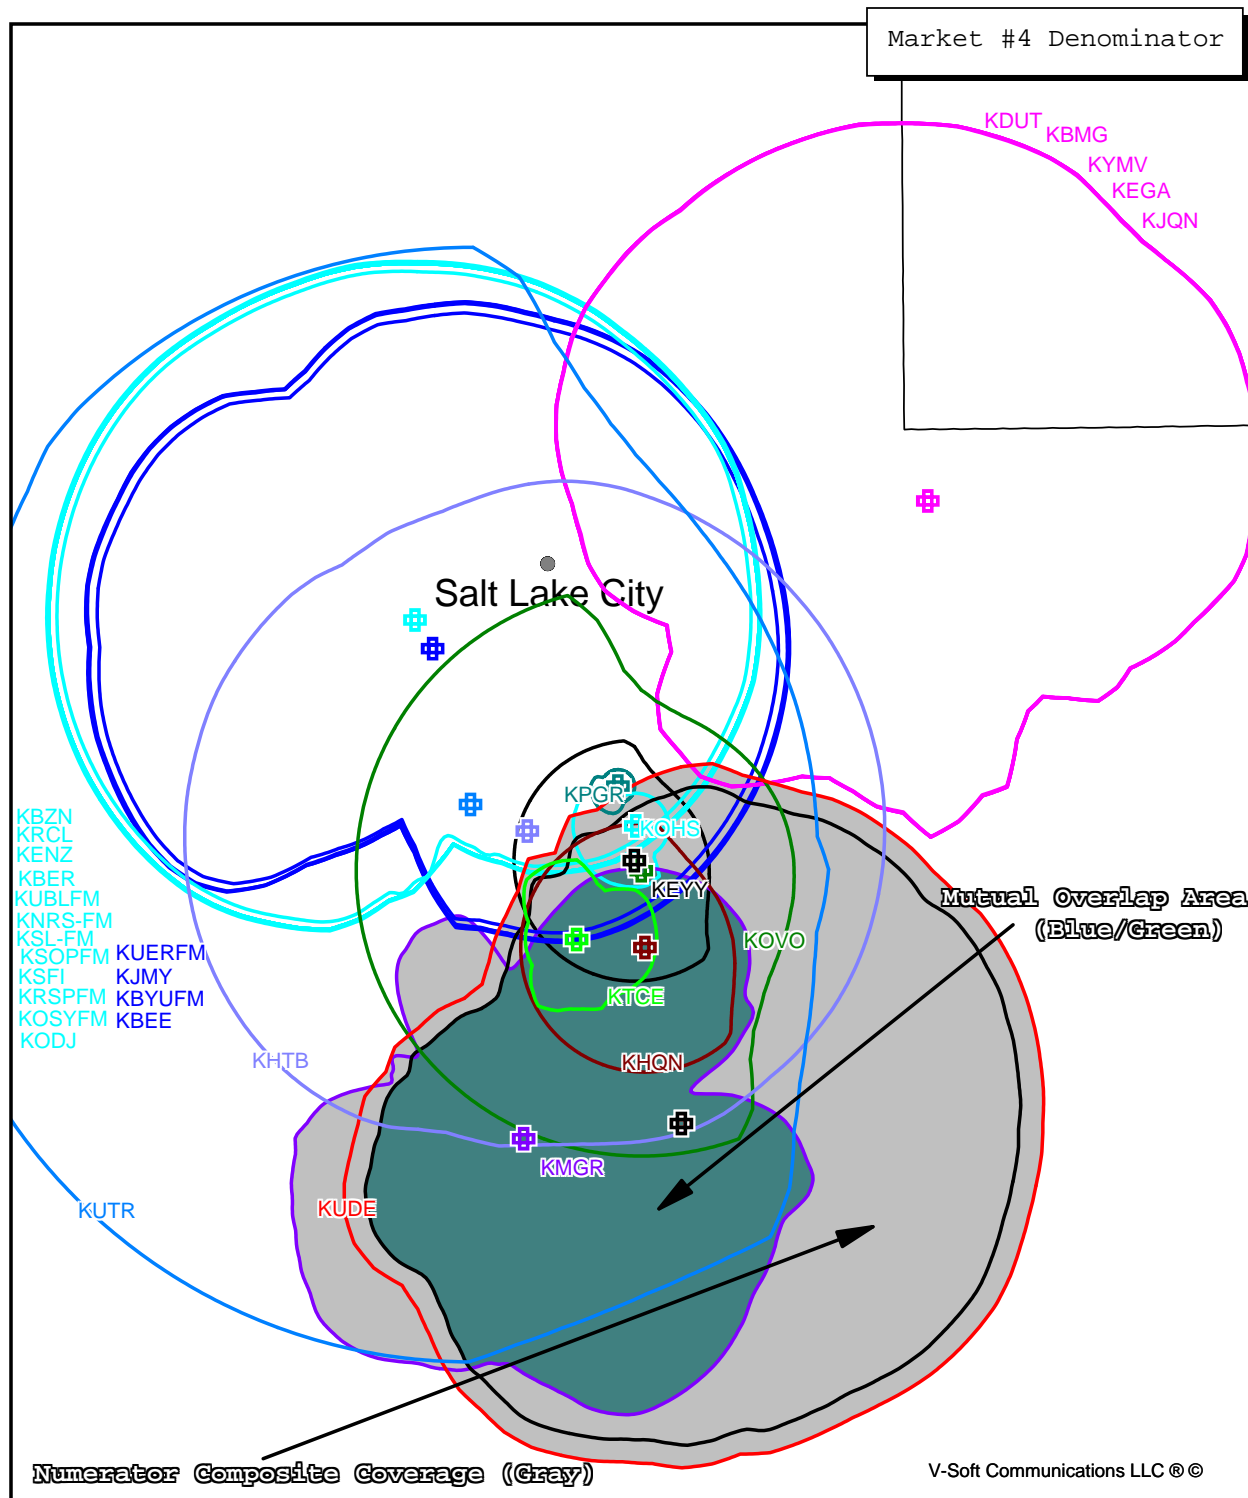 Market #4 Denominator
KDUT
KBMG
KYMV
KEGA
KJQN
Salt Lake City
KPGR
KOHS
KEYY
KBZN
KRCL
KENZ
KBER
KUBLFM
KNRS-FM
KSL-FM
KSOPFM
KSFI
KRSPFM
KOSYFM
KODJ
KUERFM
KJMY
KBYUFM
KBEE
Mutual Overlap Area
(Blue/Green)
KOVO
KTCE
KHTB
KHQN
KMGR
KUTR
KUDE
Numerator Composite Coverage (Gray)
V-Soft Communications LLC ® ©